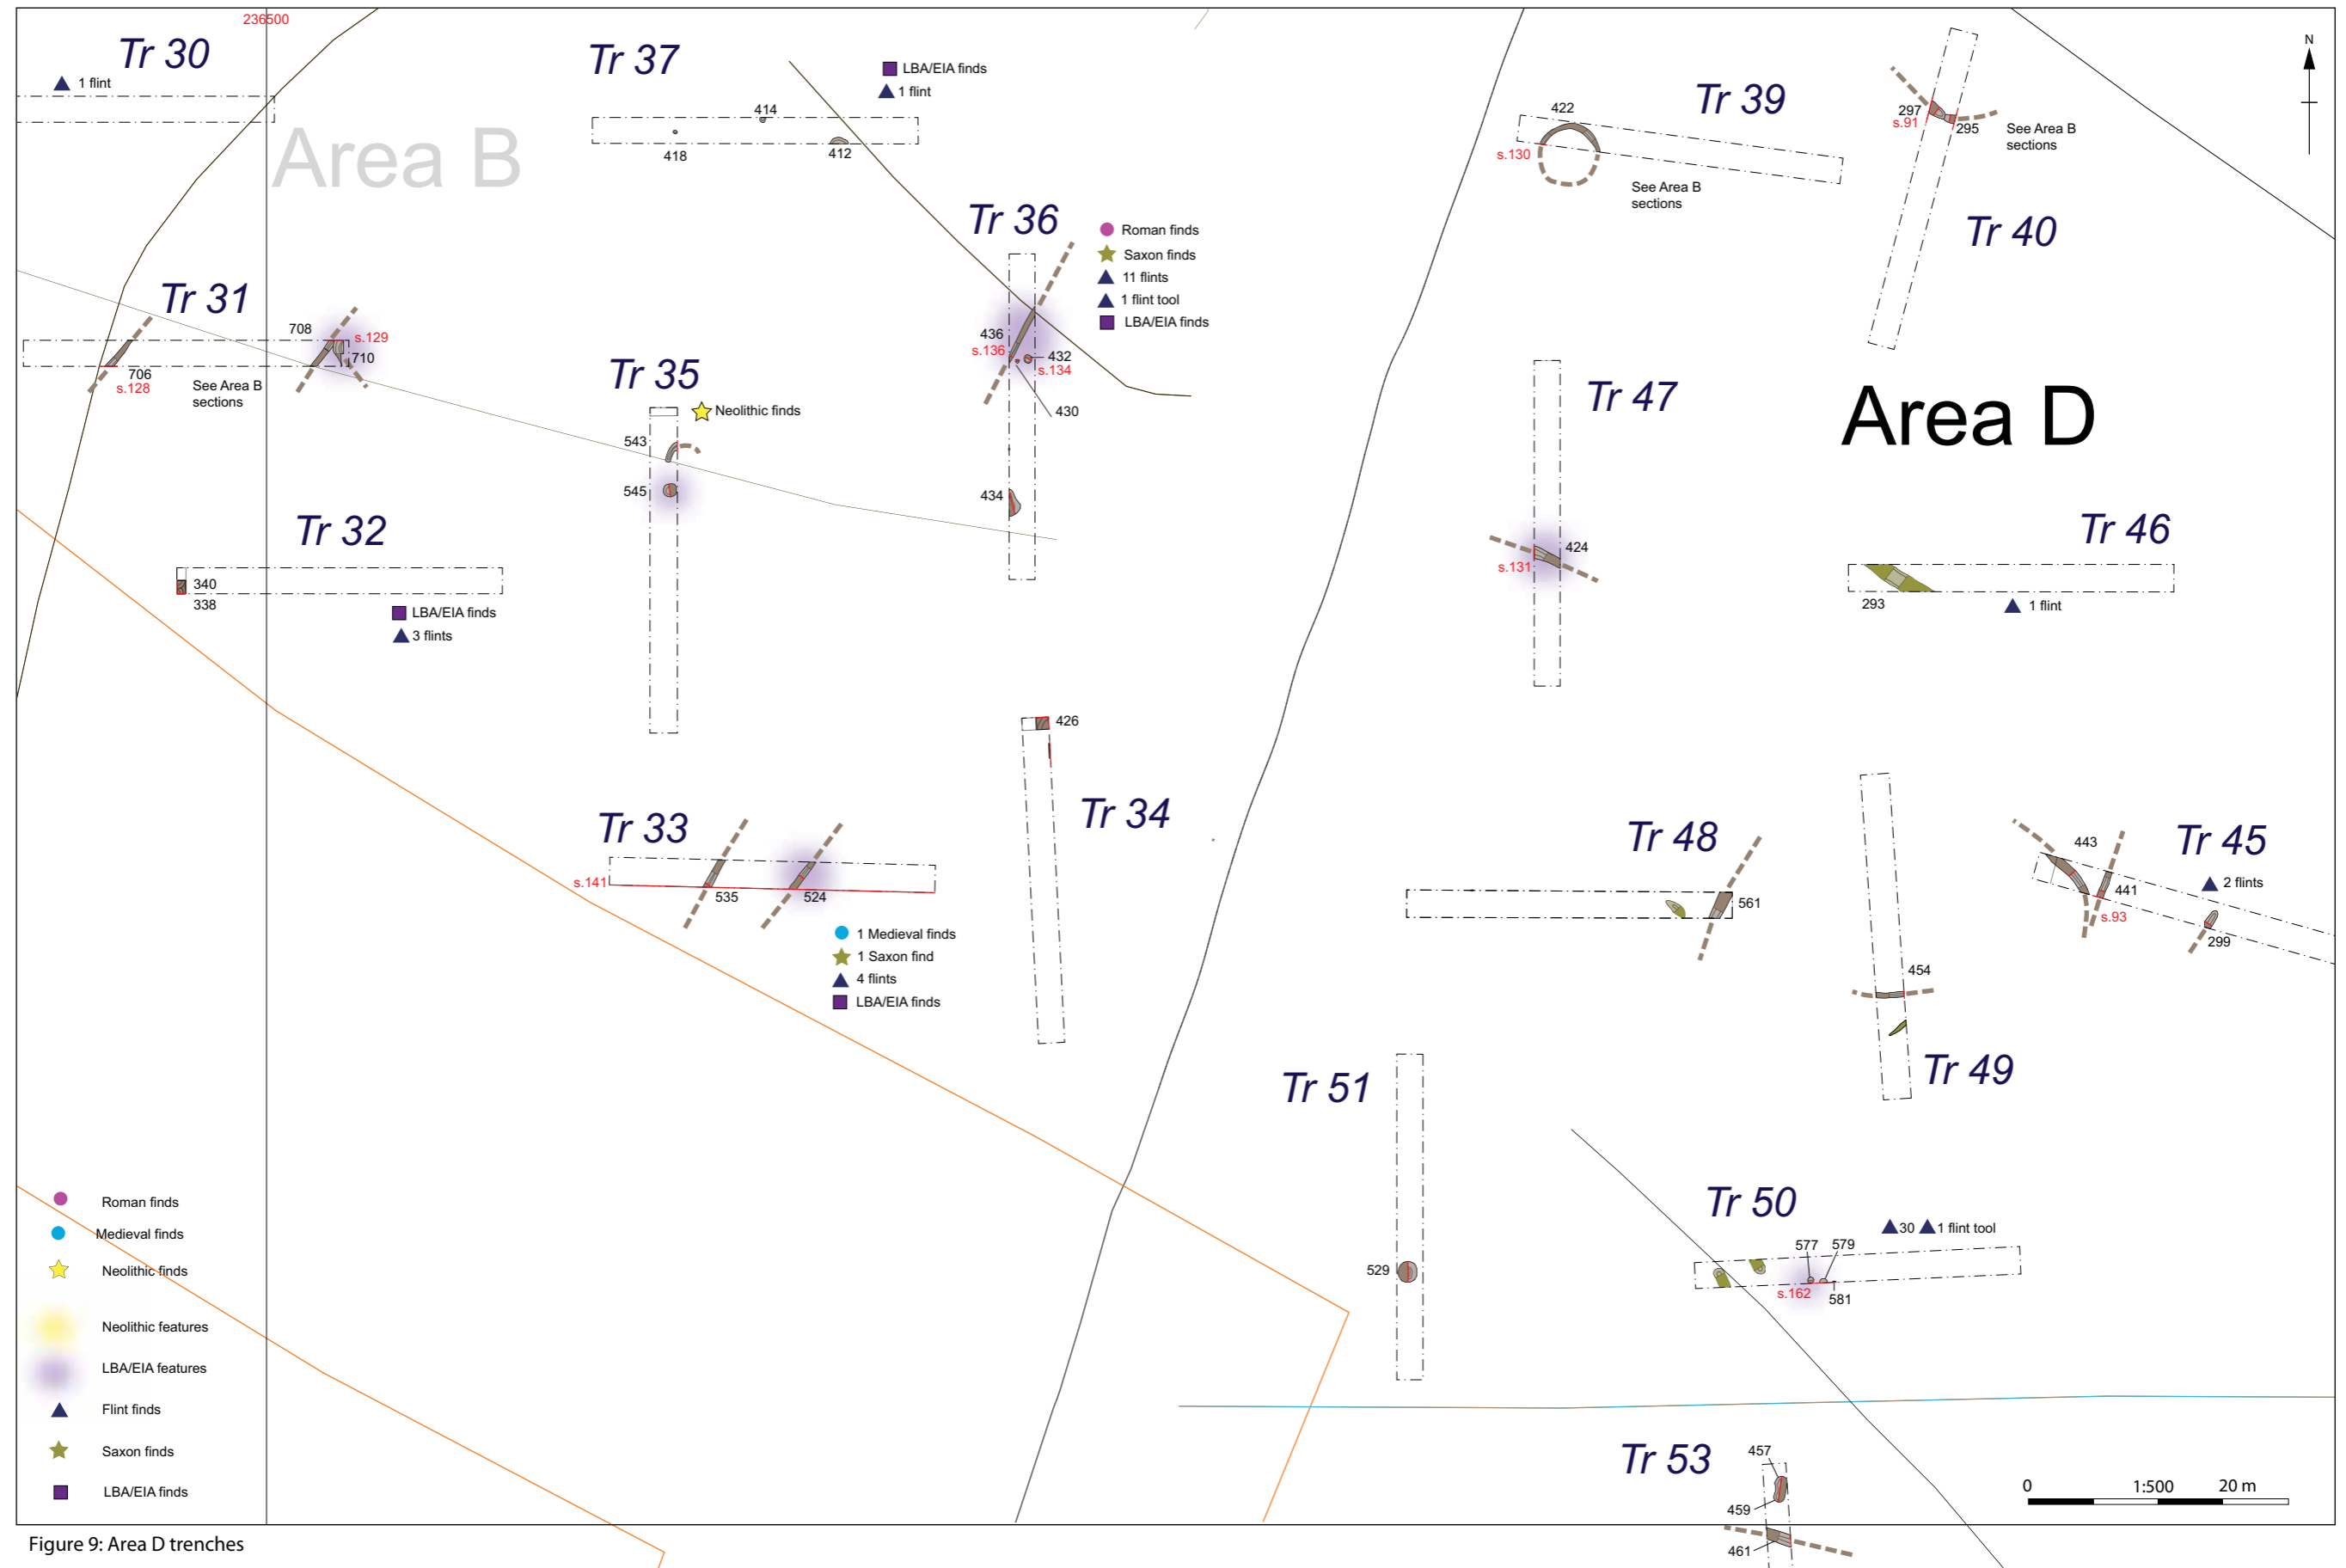 236500
Tr 30
1 flint
Area B
Tr 37
LBA/EIA finds
1 flint
414
418
412
Tr 36
Roman finds
Saxon finds
11 flints
1 flint tool
LBA/EIA finds
436
s.136
432
s.134
430
434
Tr 39
422
s.130
See Area B
sections
297
s.91
295
See Area B
sections
Tr 40
N
Tr 31
708
s.129
710
706
s.128
See Area B
sections
Tr 35
Neolithic finds
543
545
Tr 47
424
s.131
Area D
Tr 32
340
338
LBA/EIA finds
3 flints
Tr 46
293
1 flint
426
Tr 34
Tr 33
s.141
535
524
1 Medieval finds
1 Saxon find
4 flints
LBA/EIA finds
Tr 48
561
443
Tr 45
2 flints
441
s.93
299
454
Tr 49
Tr 51
529
Tr 50
30
1 flint tool
577
579
s.162
581
Roman finds
Medieval finds
Neolithic finds
Neolithic features
LBA/EIA features
Flint finds
Saxon finds
LBA/EIA finds
Tr 53
457
459
461
0 1:500 20 m
Figure 9: Area D trenches